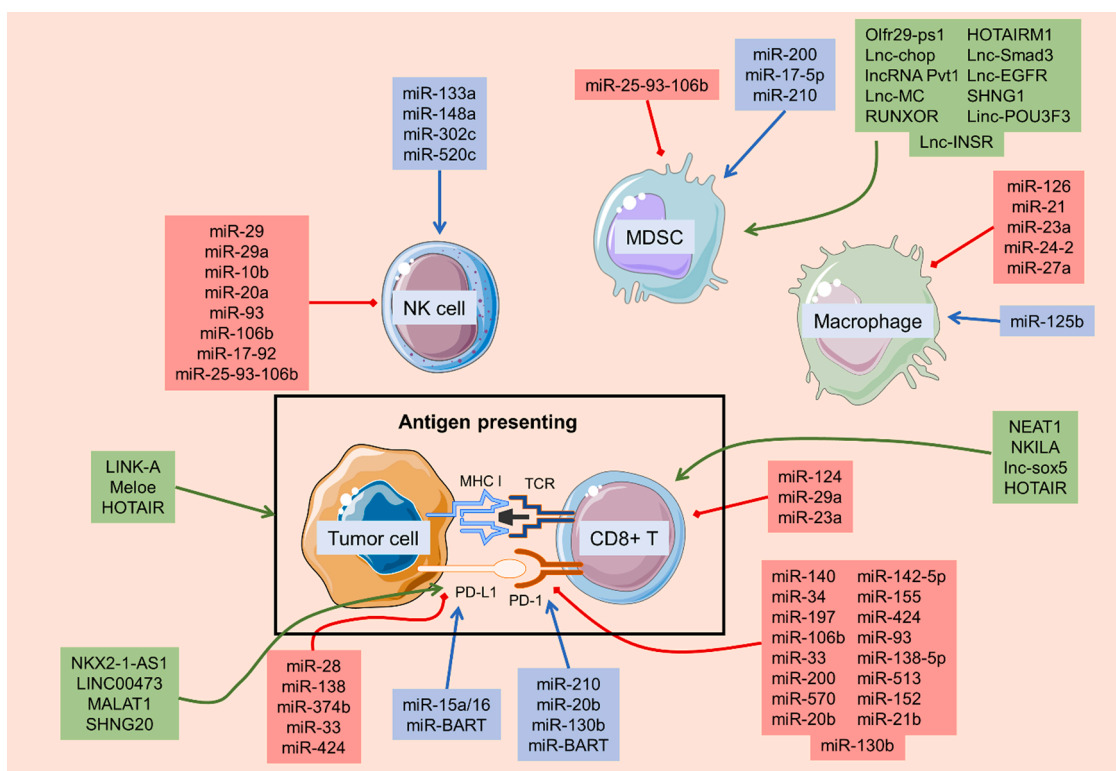 miR-133a
miR-148a
miR-302c
miR-520c
miR-25-93-106b
miR-200
miR-17-5p
miR-210
Olfr29-ps1 HOTAIRM1
Lnc-chop Lnc-Smad3
lncRNA Pvt1 Lnc-EGFR
Lnc-MC SHNG1
RUNXOR Linc-POU3F3
Lnc-INSR
miR-29
miR-29a
miR-10b
miR-20a
miR-93
miR-106b
miR-17-92
miR-25-93-106b
NK cell
MDSC
miR-126
miR-21
miR-23a
miR-24-2
miR-27a
Macrophage
miR-125b
Antigen presenting
LINK-A
Meloe
HOTAIR
MHC I
TCR
Tumor cell
CD8+ T
PD-L1
PD-1
NEAT1
NKILA
lnc-sox5
HOTAIR
miR-124
miR-29a
miR-23a
NKX2-1-AS1
LINC00473
MALAT1
SHNG20
miR-28
miR-138
miR-374b
miR-33
miR-424
miR-15a/16
miR-BART
miR-210
miR-20b
miR-130b
miR-BART
miR-140 miR-142-5p
miR-34 miR-155
miR-197 miR-424
miR-106b miR-93
miR-33 miR-138-5p
miR-200 miR-513
miR-570 miR-152
miR-20b miR-21b
miR-130b